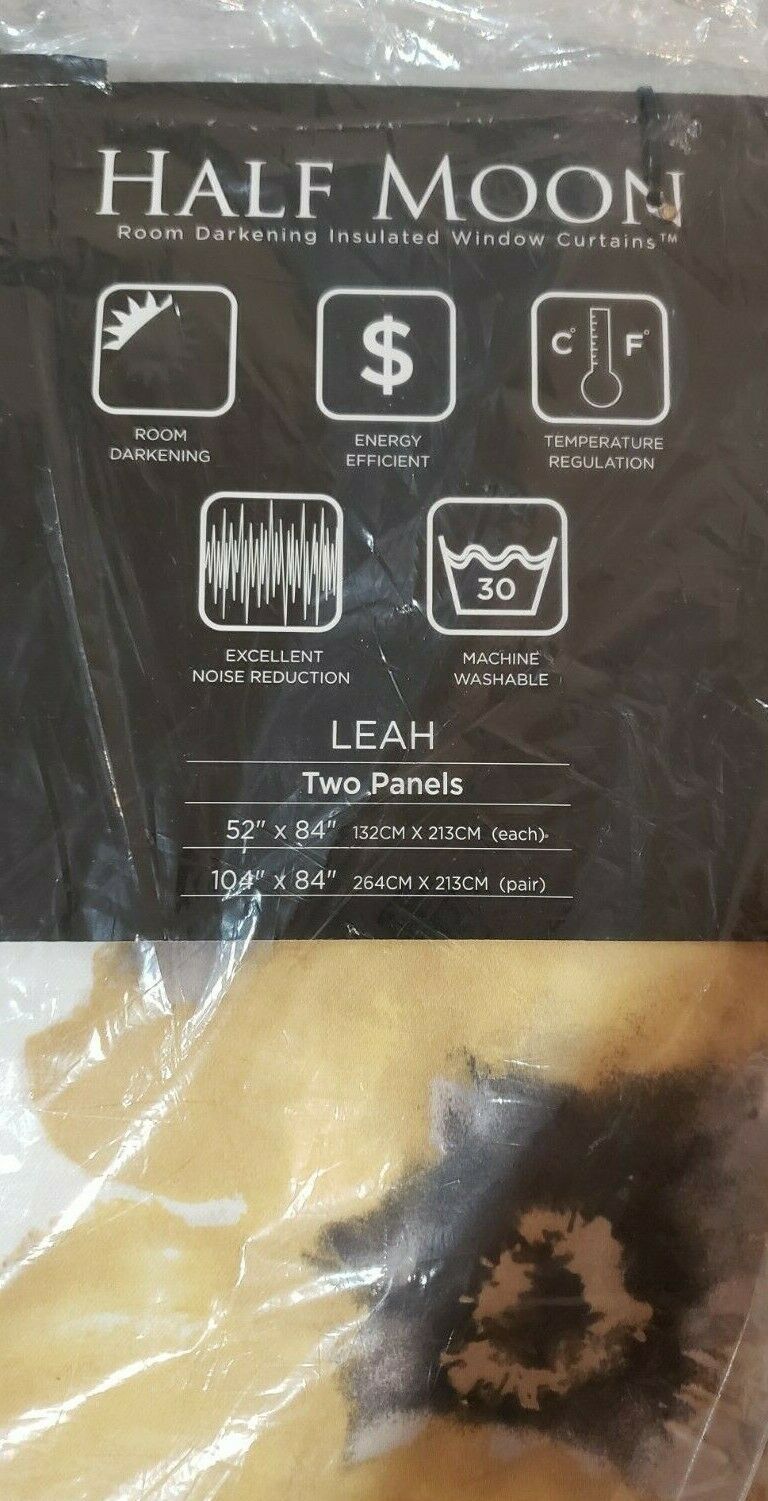 HALF MOON
Room Darkening Insulated Window Curtains™
$
C° F°
ROOM
DARKENING
ENERGY
EFFICIENT
TEMPERATURE
REGULATION
30
EXCELLENT
NOISE REDUCTION
MACHINE
WASHABLE
LEAH
Two Panels
52" x 84" 132CM X 213CM (each)
104" x 84" 264CM X 213CM (pair)